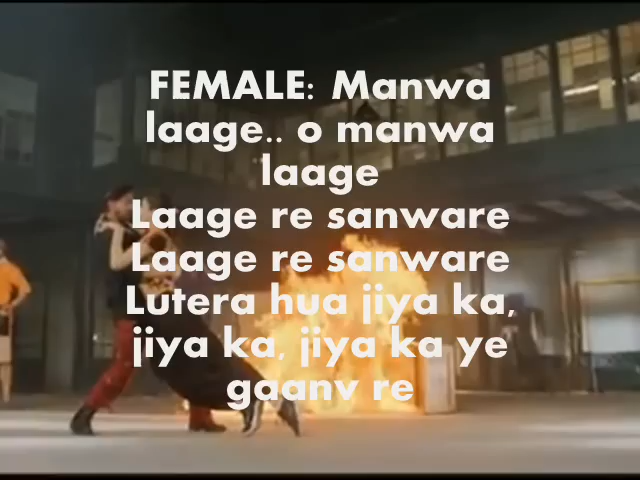 FEMALE: Manwa
laage.. o manwa
laage
Laage re sanware
Laage re sanware
Lutera hua jiya ka,
jiya ka, jiya ka ye
gaanv re